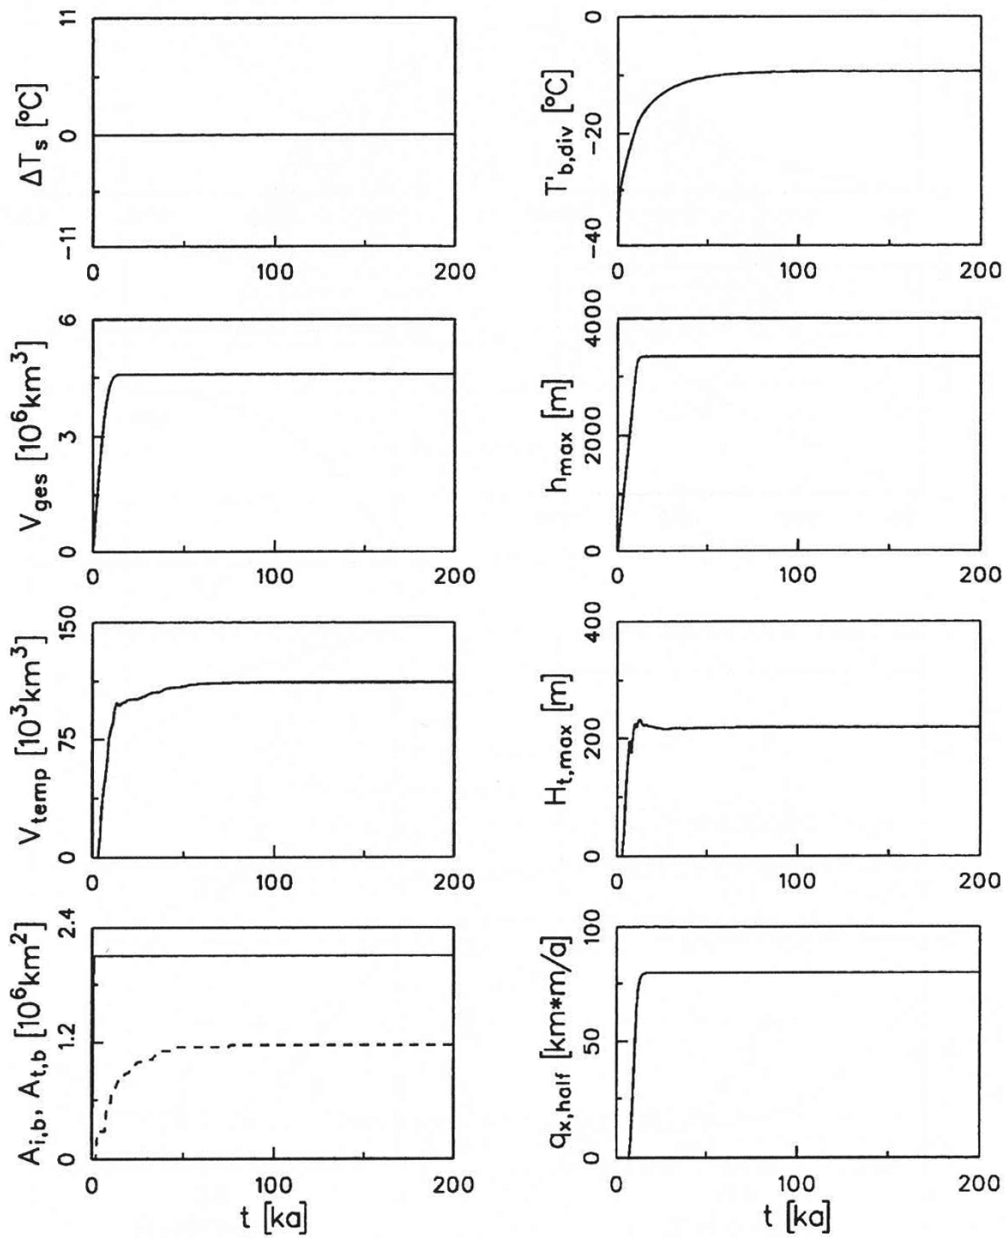 ΔT_s [°C]
11
0
-11
0 100 200
T'_b,div [°C]
0
-20
-40
0 100 200
V_ges [10^6 km^3]
6
3
0
0 100 200
h_max [m]
4000
2000
0
0 100 200
V_temp [10^3 km^3]
150
75
0
0 100 200
H_t,max [m]
400
200
0
0 100 200
A_i,b, A_t,b [10^6 km^2]
2.4
1.2
0
0 100 200
t [ka]
q_x,half [km*m/a]
100
50
0
0 100 200
t [ka]